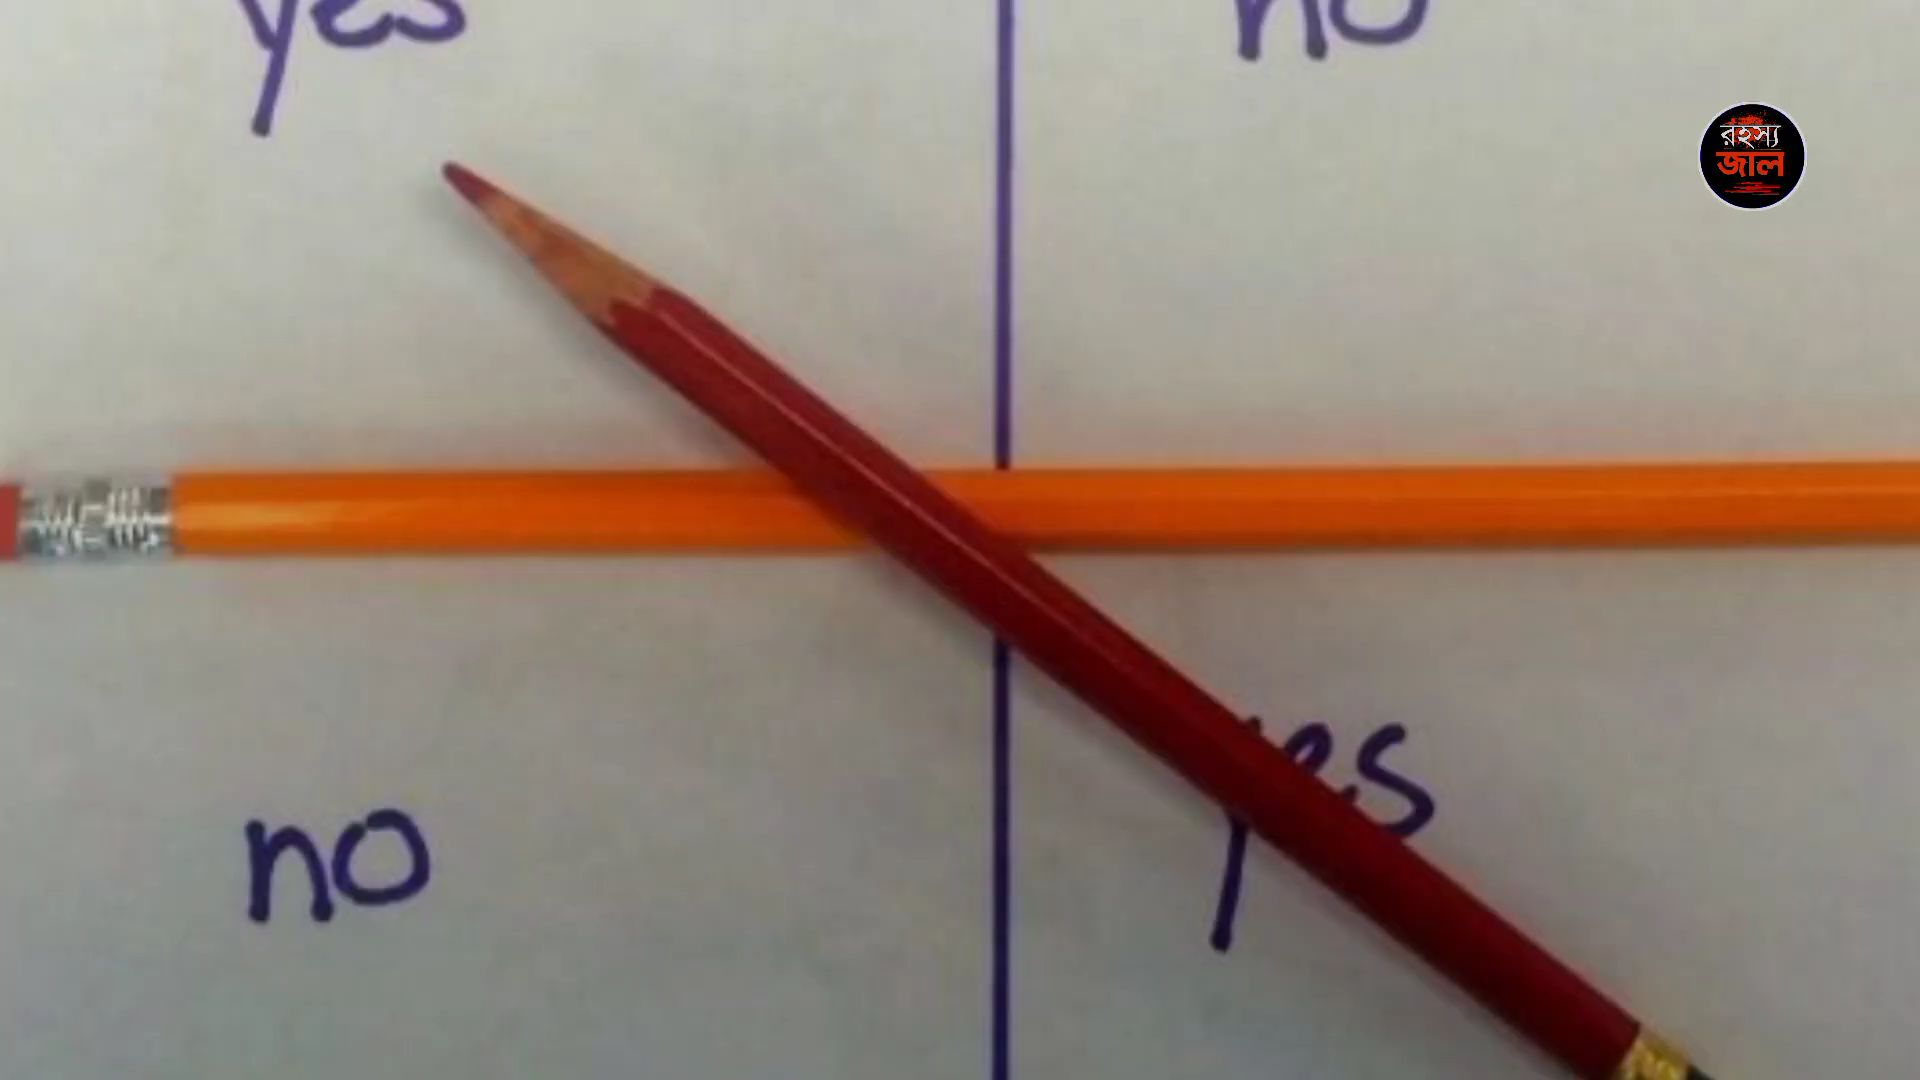 yes no
রহস্য
জাল
no yes